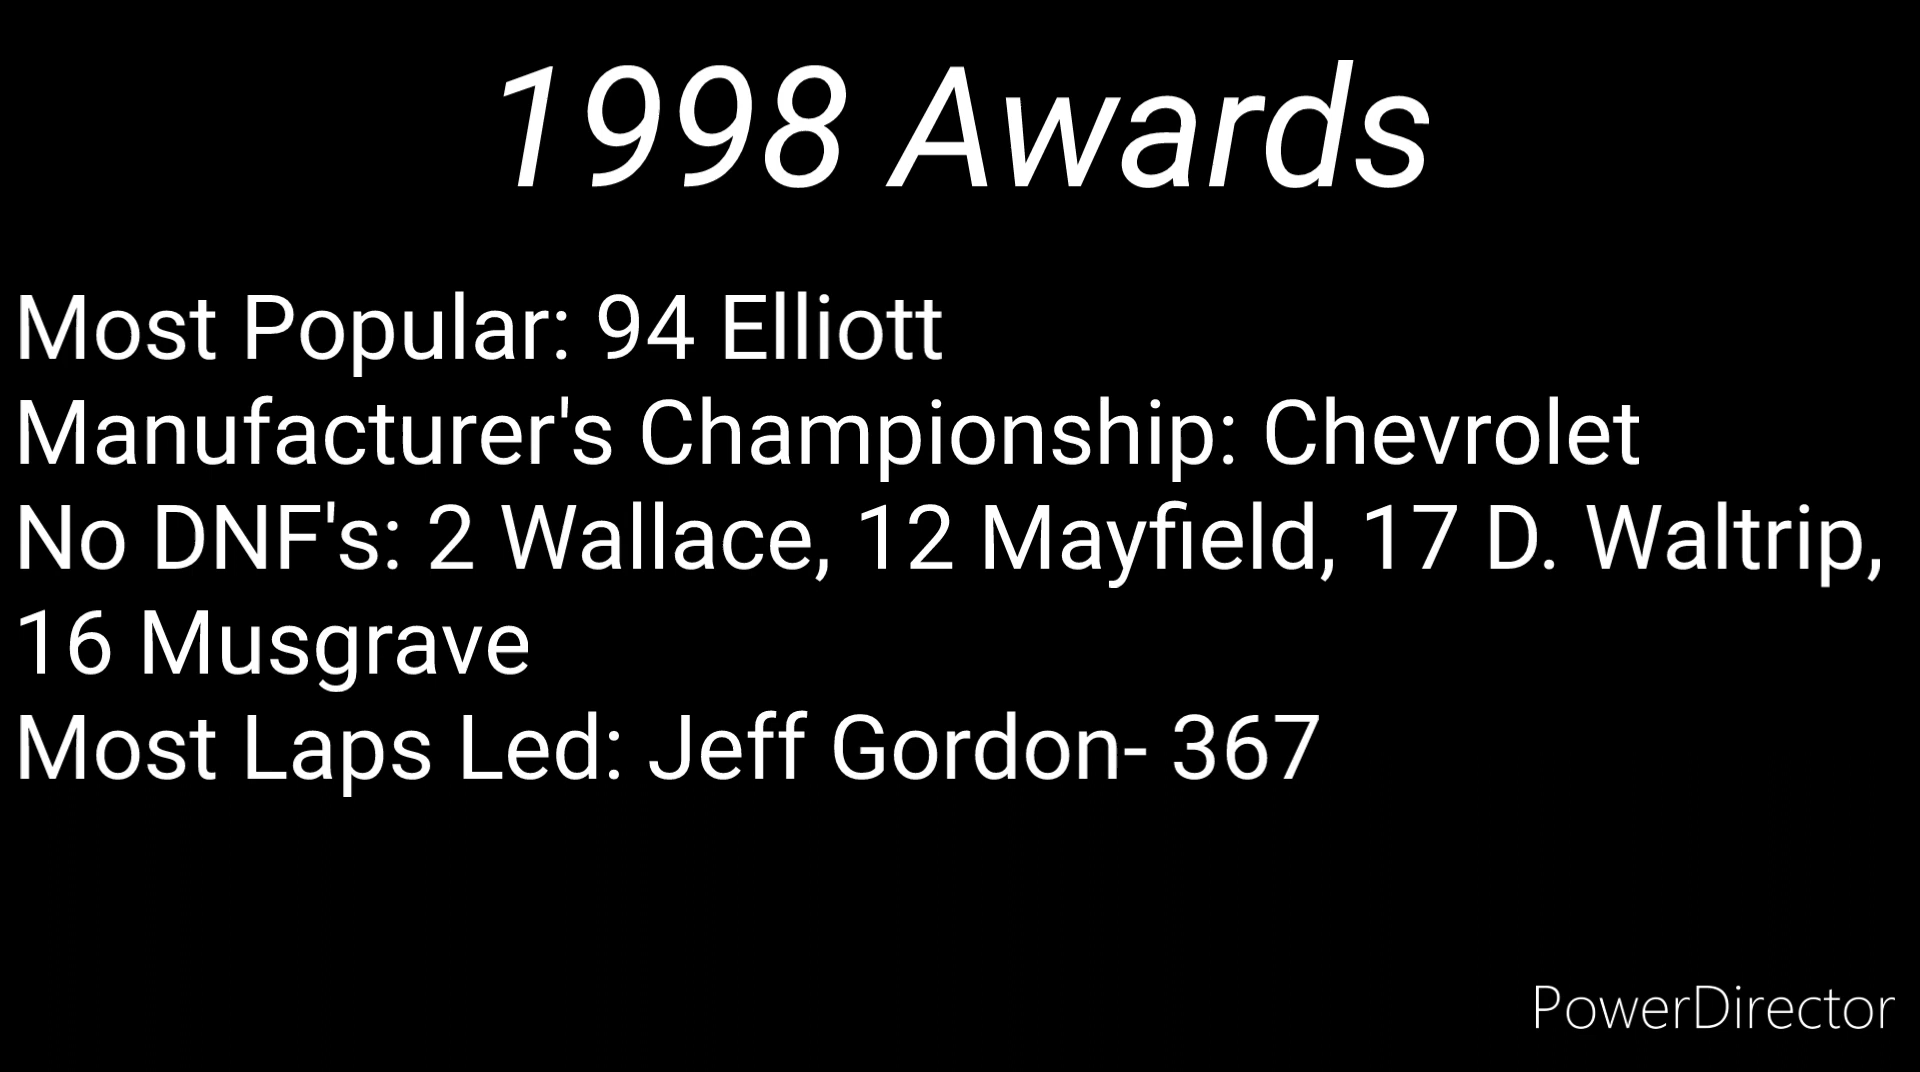 1998 Awards
Most Popular: 94 Elliott
Manufacturer's Championship: Chevrolet
No DNF's: 2 Wallace, 12 Mayfield, 17 D. Waltrip,
16 Musgrave
Most Laps Led: Jeff Gordon- 367
PowerDirector